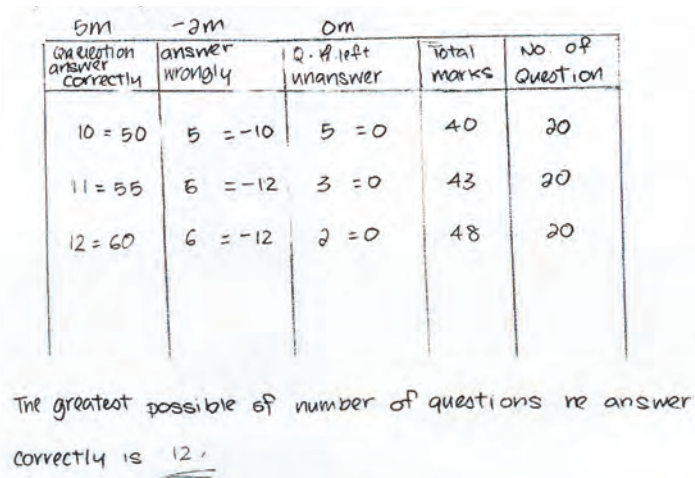 5m -2m 0m
Question answer correctly | answer wrongly | Q. left unanswer | Total marks | No. of Question
10 = 50 | 5 = -10 | 5 = 0 | 40 | 20
11 = 55 | 6 = -12 | 3 = 0 | 43 | 20
12 = 60 | 6 = -12 | 2 = 0 | 48 | 20
The greatest possible of number of questions he answer
correctly is 12.